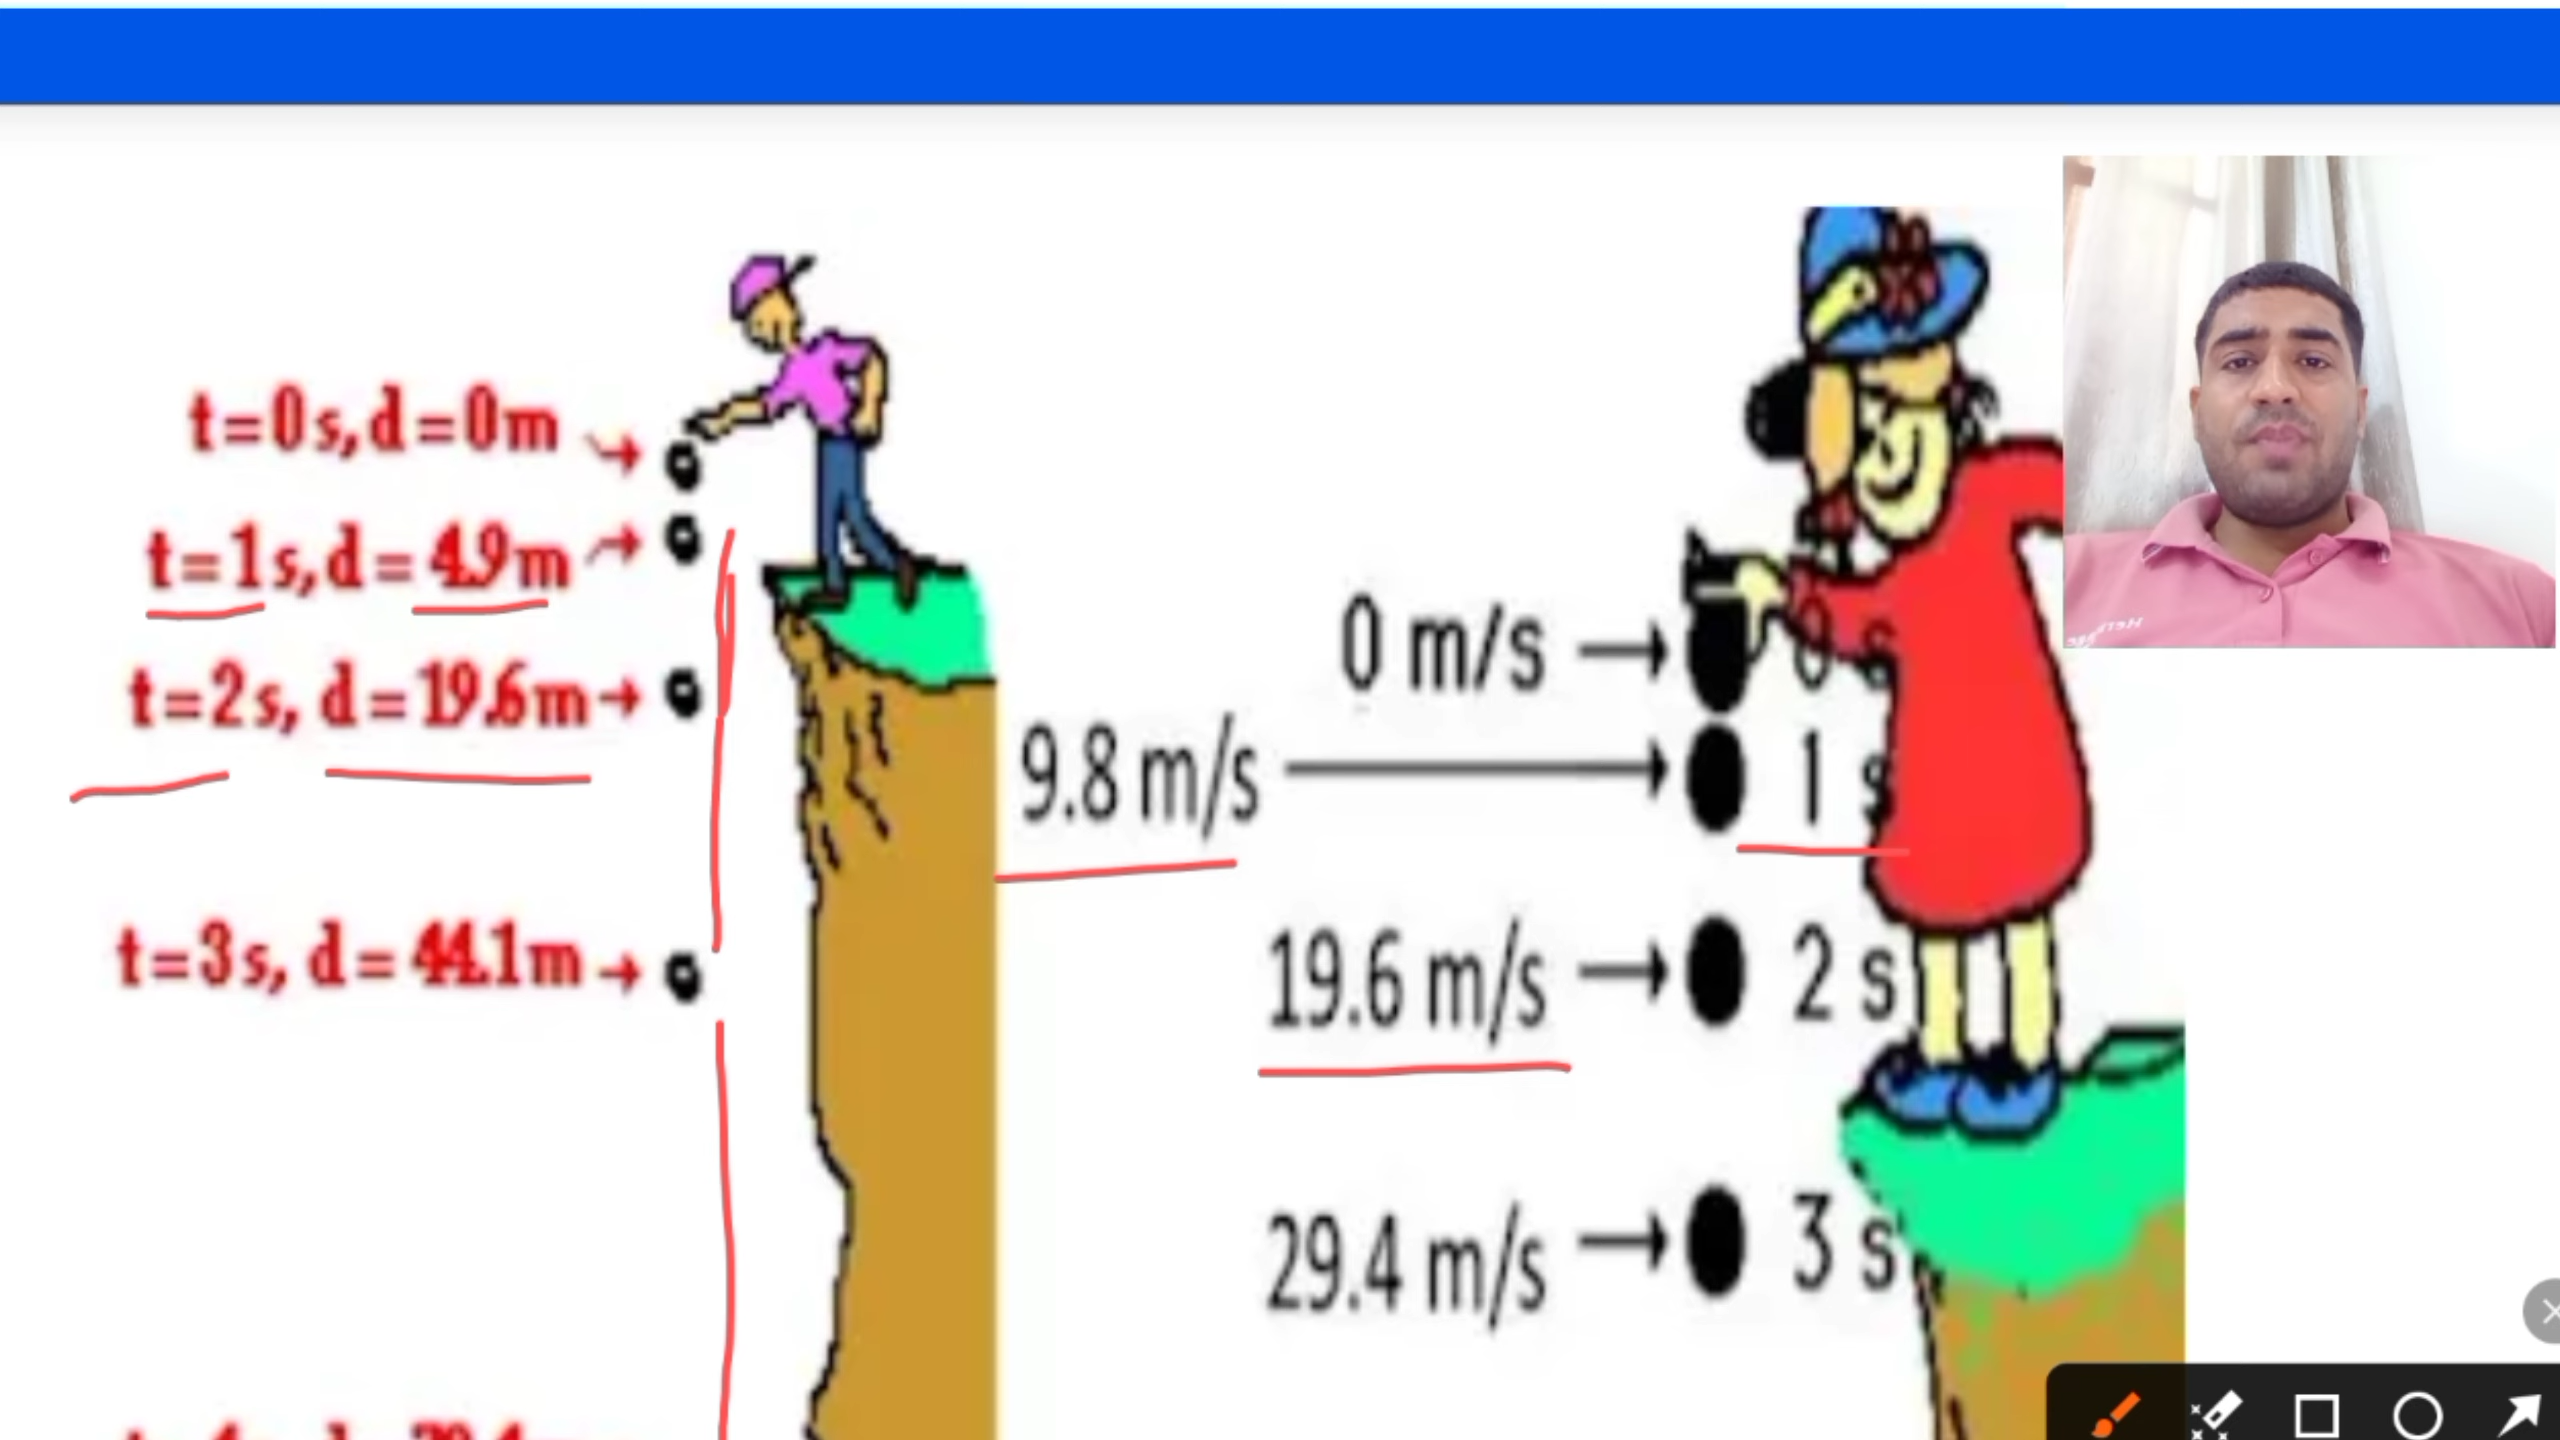 t=0s, d=0m
t=1s, d=4.9m
t=2s, d=19.6m
t=3s, d=44.1m
0 m/s 0 s
9.8 m/s 1 s
19.6 m/s 2 s
29.4 m/s 3 s